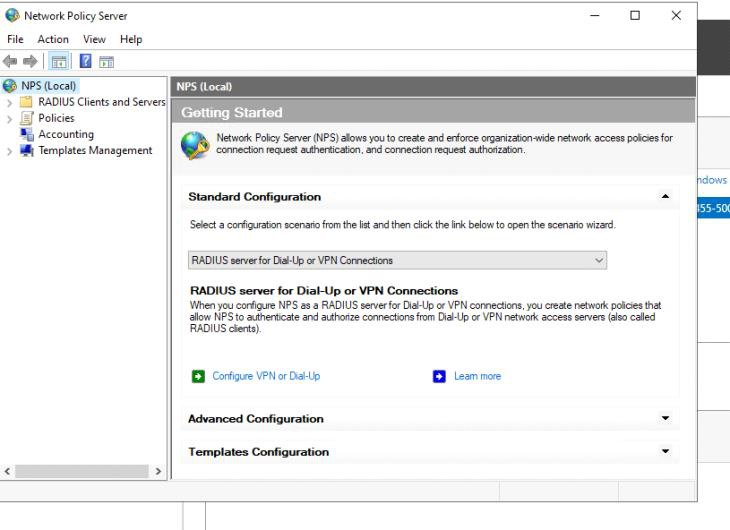 Network Policy Server
File Action View Help
NPS (Local)
RADIUS Clients and Servers
Policies
Accounting
Templates Management
NPS (Local)
Getting Started
Network Policy Server (NPS) allows you to create and enforce organization-wide network access policies for
connection request authentication, and connection request authorization.
Standard Configuration
Select a configuration scenario from the list and then click the link below to open the scenario wizard.
RADIUS server for Dial-Up or VPN Connections
RADIUS server for Dial-Up or VPN Connections
When you configure NPS as a RADIUS server for Dial-Up or VPN connections, you create network policies that
allow NPS to authenticate and authorize connections from Dial-Up or VPN network access servers (also called
RADIUS clients).
Configure VPN or Dial-Up
Learn more
Advanced Configuration
Templates Configuration
ndows